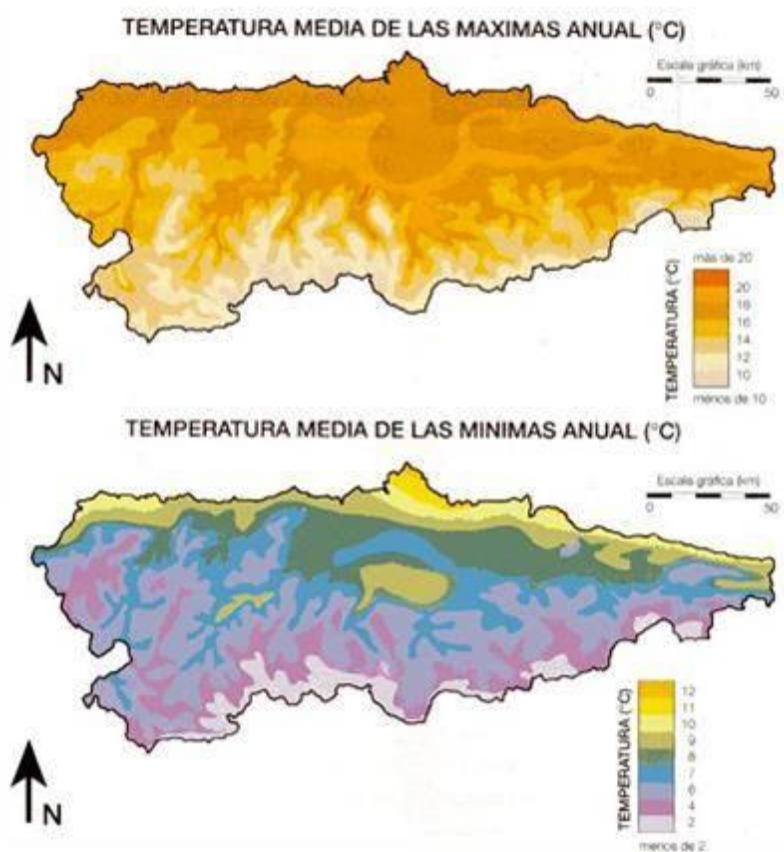 TEMPERATURA MEDIA DE LAS MAXIMAS ANUAL (°C)
Escala gráfica (km)
0 50
más de 20
TEMPERATURA (°C)
20
18
16
14
12
10
menos de 10
N
TEMPERATURA MEDIA DE LAS MINIMAS ANUAL (°C)
Escala gráfica (km)
0 50
TEMPERATURA (°C)
12
11
10
9
8
7
6
4
2
menos de 2
N